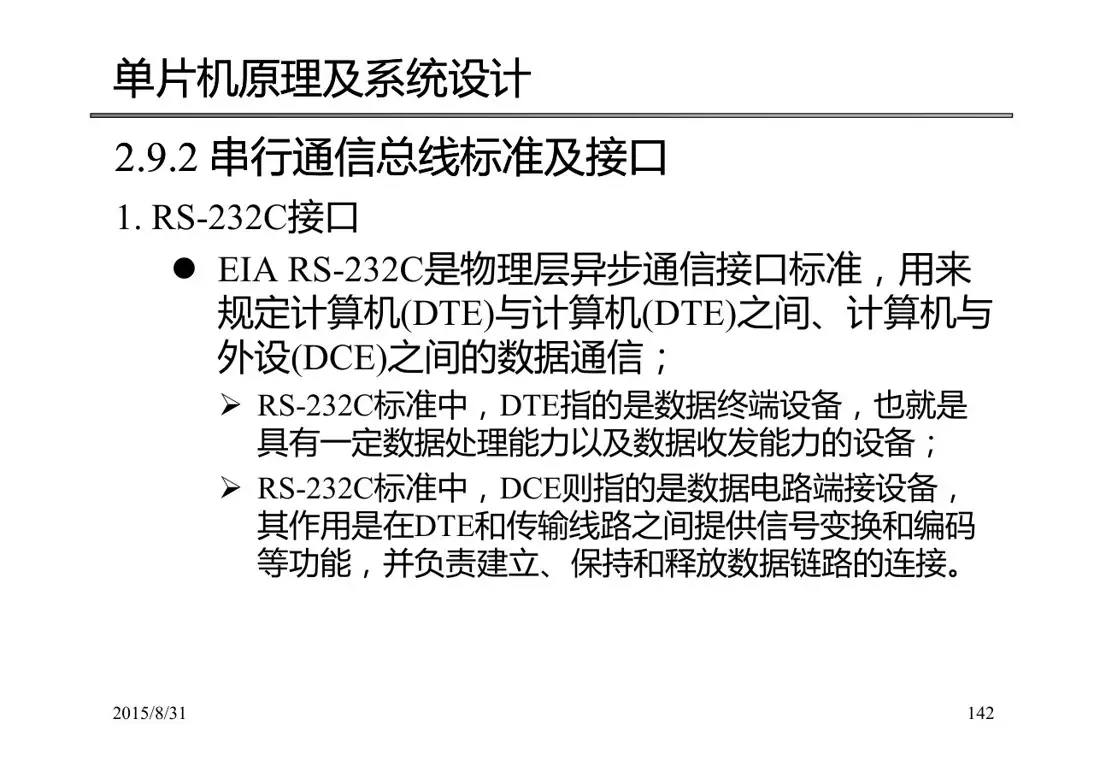 单片机原理及系统设计
2.9.2 串行通信总线标准及接口
1. RS-232C接口
● EIA RS-232C是物理层异步通信接口标准，用来
规定计算机(DTE)与计算机(DTE)之间、计算机与
外设(DCE)之间的数据通信；
➢ RS-232C标准中，DTE指的是数据终端设备，也就是
具有一定数据处理能力以及数据收发能力的设备；
➢ RS-232C标准中，DCE则指的是数据电路端接设备，
其作用是在DTE和传输线路之间提供信号变换和编码
等功能，并负责建立、保持和释放数据链路的连接。
2015/8/31
142